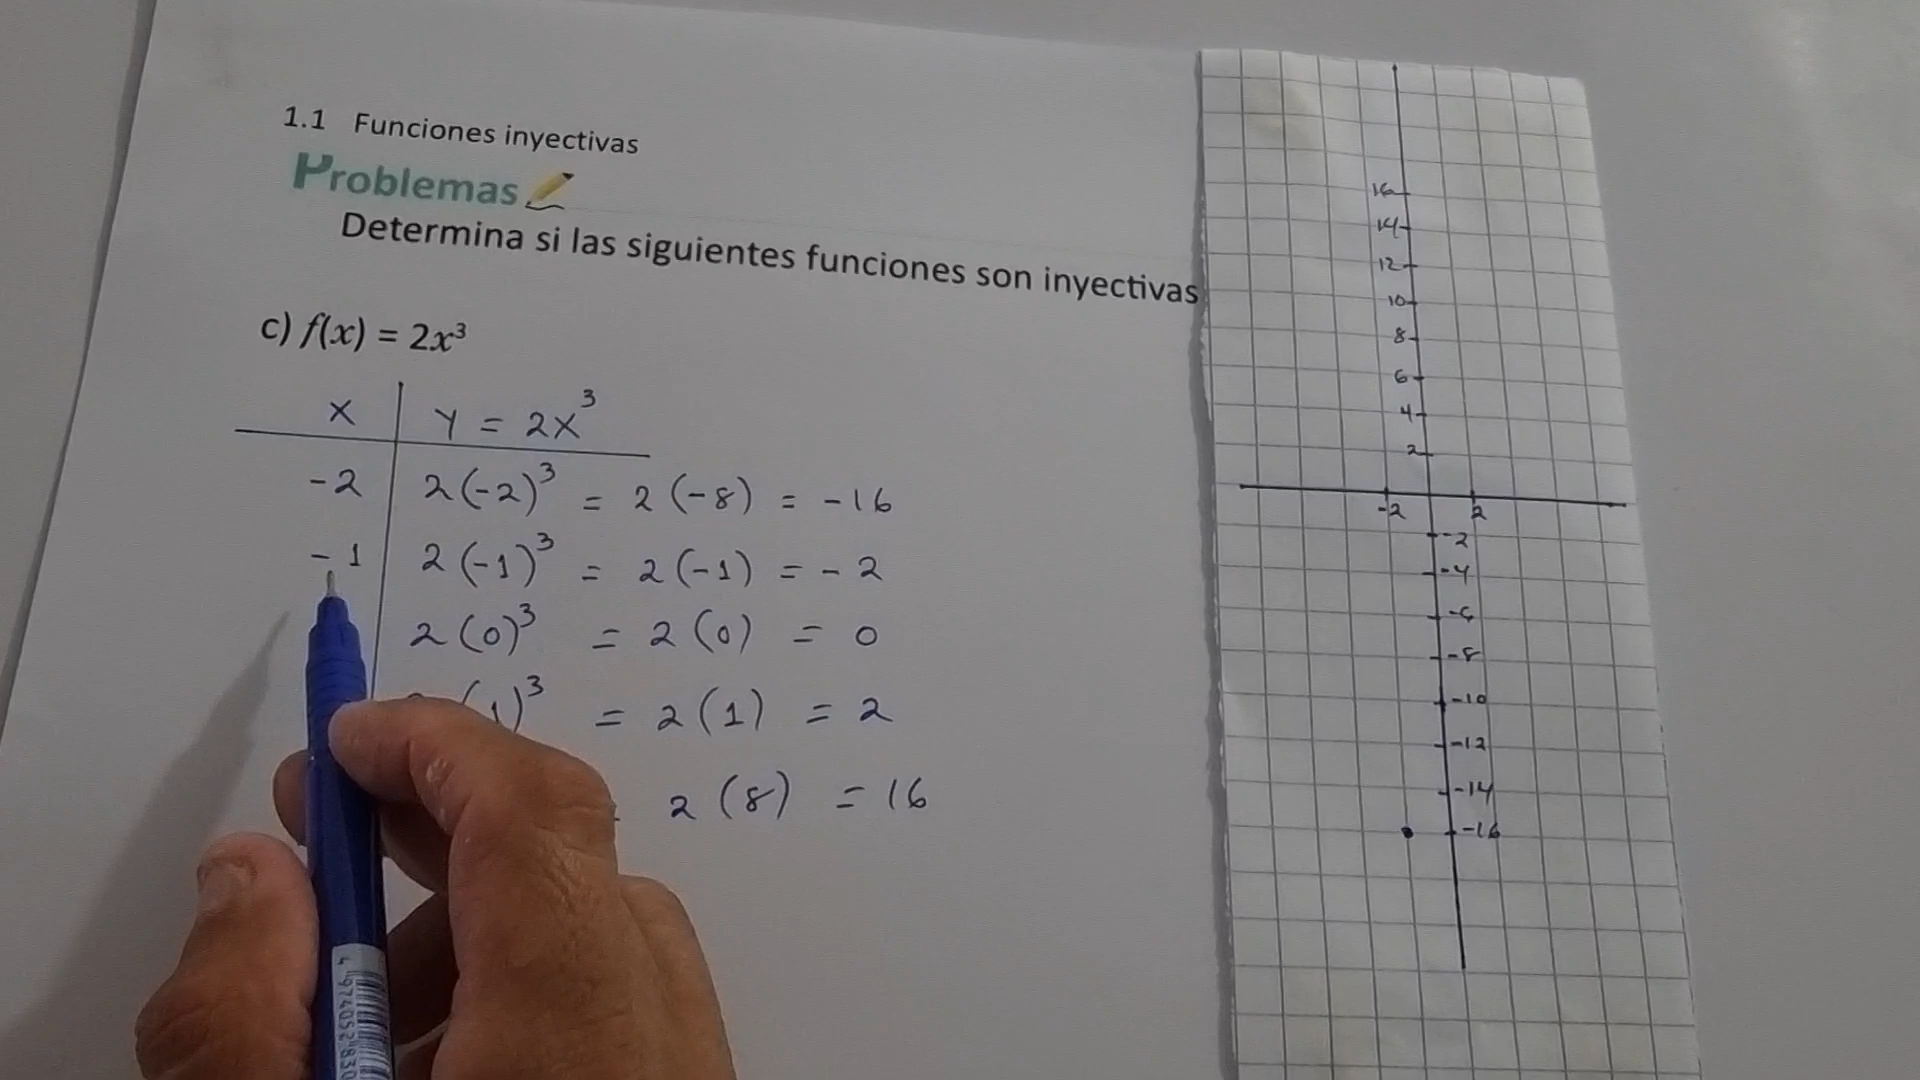 1.1 Funciones inyectivas
Problemas
Determina si las siguientes funciones son inyectivas
c) f(x) = 2x³
x | y = 2x³
-2 | 2(-2)³ = 2(-8) = -16
-1 | 2(-1)³ = 2(-1) = -2
2(0)³ = 2(0) = 0
(1)³ = 2(1) = 2
2(8) = 16
16
14
12
10
8
6
4
2
-2 2
-2
-4
-6
-8
-10
-12
-14
-16